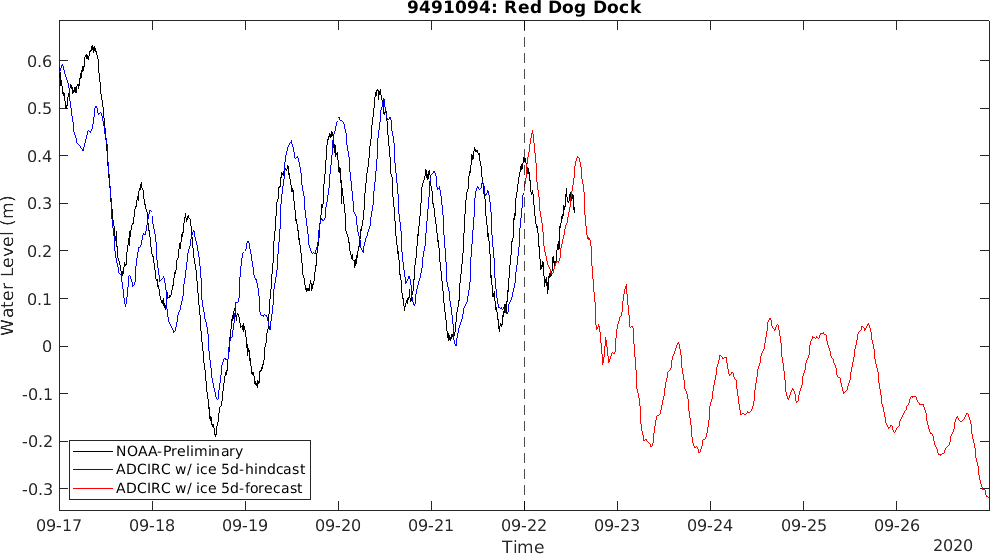 9491094: Red Dog Dock
Water Level (m)
0.6
0.5
0.4
0.3
0.2
0.1
0
-0.1
-0.2
-0.3
NOAA-Preliminary
ADCIRC w/ ice 5d-hindcast
ADCIRC w/ ice 5d-forecast
09-17 09-18 09-19 09-20 09-21 09-22 09-23 09-24 09-25 09-26
Time
2020